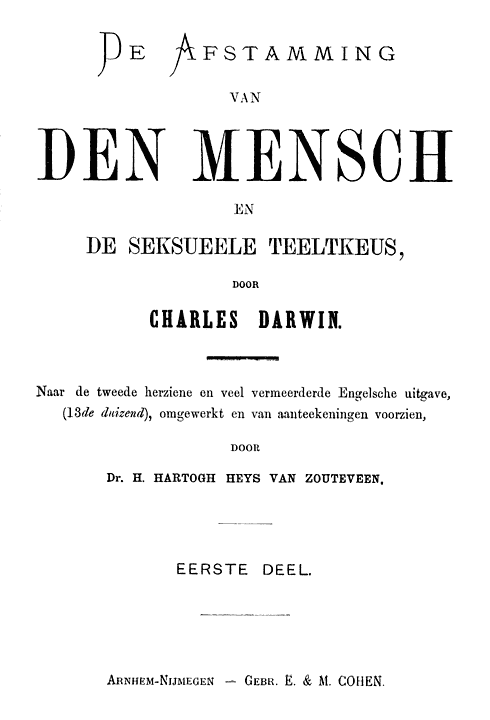 DE AFSTAMMING
VAN
DEN MENSCH
EN
DE SEKSUEELE TEELTKEUS,
DOOR
CHARLES DARWIN.
Naar de tweede herziene en veel vermeerderde Engelsche uitgave,
(13de duizend), omgewerkt en van aanteekeningen voorzien,
DOOR
Dr. H. HARTOGH HEYS VAN ZOUTEVEEN.
EERSTE DEEL.
ARNHEM-NIJMEGEN — GEBR. E. & M. COHEN.